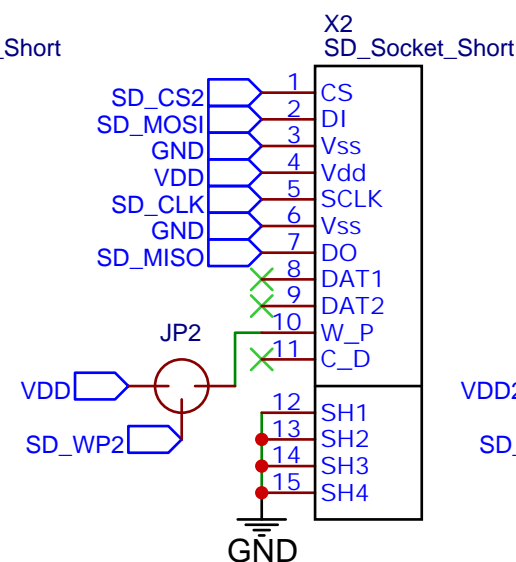 _Short
X2
SD_Socket_Short
SD_CS2 1 CS
SD_MOSI 2 DI
GND 3 Vss
VDD 4 Vdd
SD_CLK 5 SCLK
GND 6 Vss
SD_MISO 7 DO
8 DAT1
9 DAT2
JP2 10 W_P
11 C_D
VDD VDD2
12 SH1
SD_WP2 13 SH2 SD_
14 SH3
15 SH4
GND